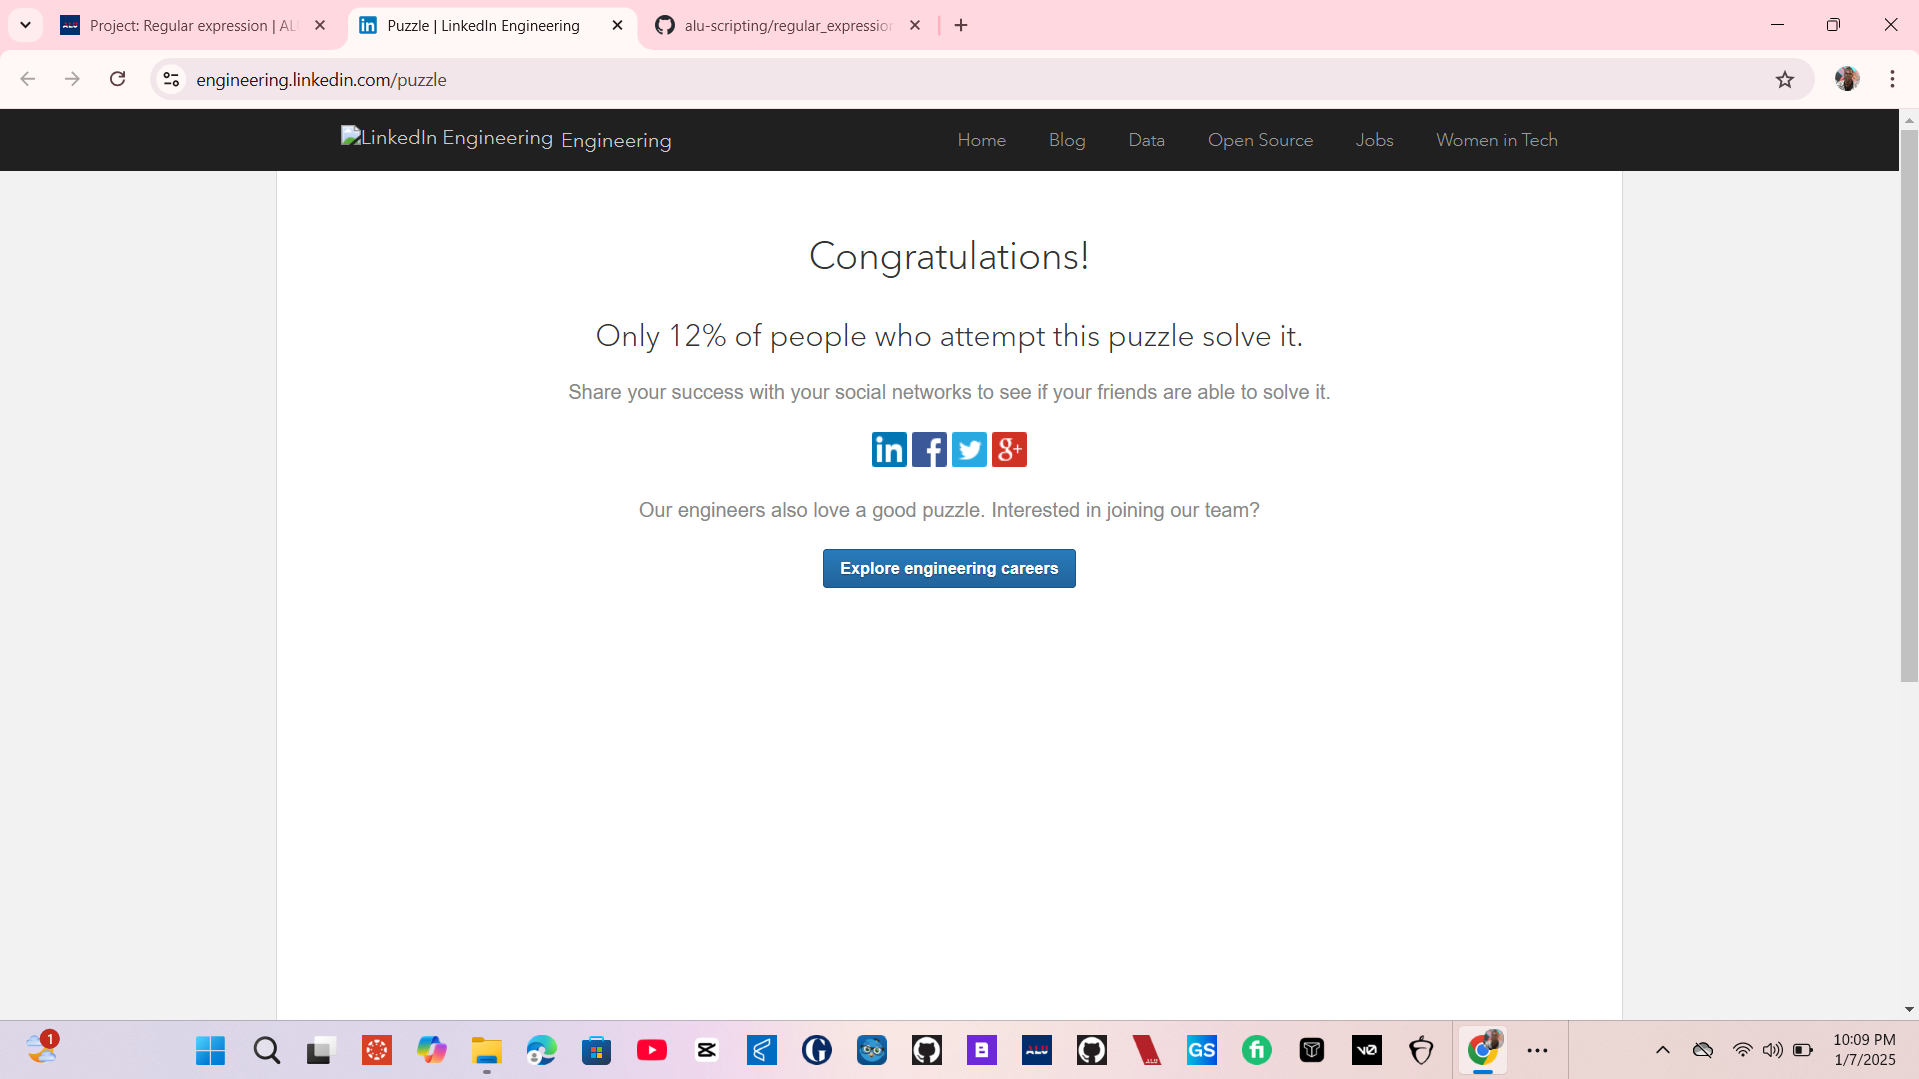 Project: Regular expression | AL
Puzzle | LinkedIn Engineering
alu-scripting/regular_expression
engineering.linkedin.com/puzzle
LinkedIn Engineering Engineering
Home
Blog
Data
Open Source
Jobs
Women in Tech
Congratulations!
Only 12% of people who attempt this puzzle solve it.
Share your success with your social networks to see if your friends are able to solve it.
in f g+
Our engineers also love a good puzzle. Interested in joining our team?
Explore engineering careers
1
ALU
GS
fi
v0
10:09 PM
1/7/2025